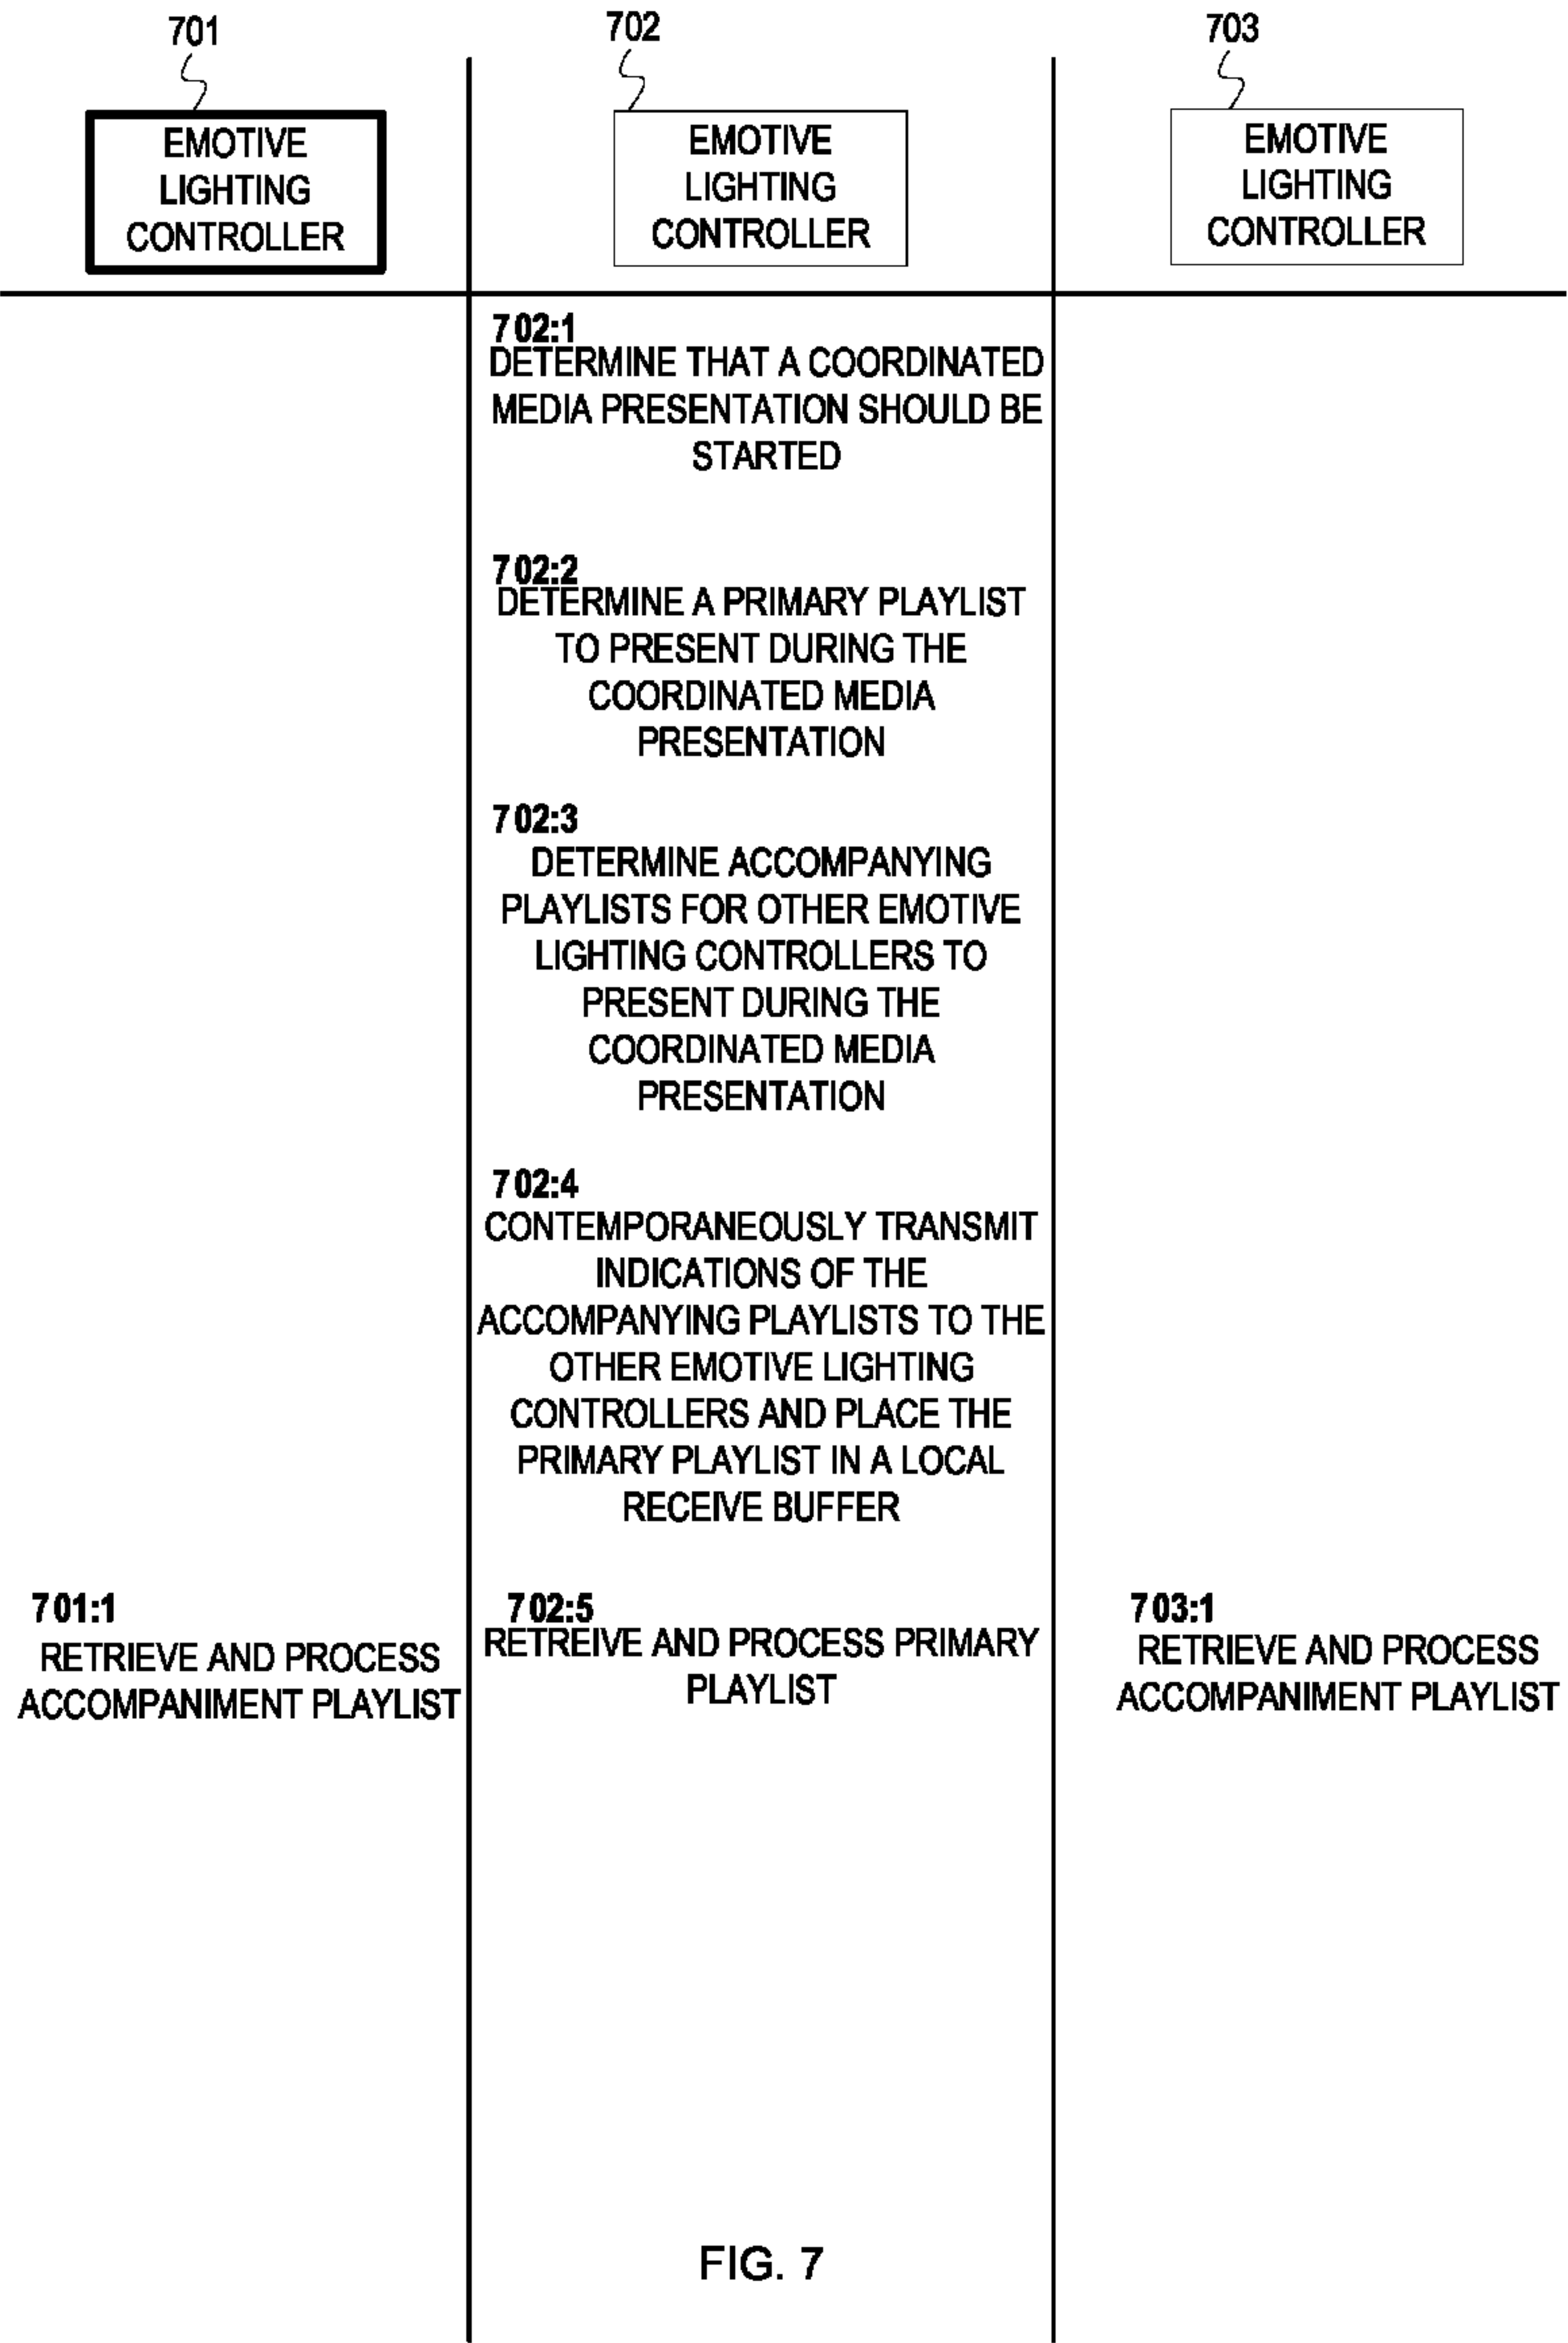 701
EMOTIVE
LIGHTING
CONTROLLER
702
EMOTIVE
LIGHTING
CONTROLLER
703
EMOTIVE
LIGHTING
CONTROLLER
702:1
DETERMINE THAT A COORDINATED
MEDIA PRESENTATION SHOULD BE
STARTED
702:2
DETERMINE A PRIMARY PLAYLIST
TO PRESENT DURING THE
COORDINATED MEDIA
PRESENTATION
702:3
DETERMINE ACCOMPANYING
PLAYLISTS FOR OTHER EMOTIVE
LIGHTING CONTROLLERS TO
PRESENT DURING THE
COORDINATED MEDIA
PRESENTATION
702:4
CONTEMPORANEOUSLY TRANSMIT
INDICATIONS OF THE
ACCOMPANYING PLAYLISTS TO THE
OTHER EMOTIVE LIGHTING
CONTROLLERS AND PLACE THE
PRIMARY PLAYLIST IN A LOCAL
RECEIVE BUFFER
701:1
RETRIEVE AND PROCESS
ACCOMPANIMENT PLAYLIST
702:5
RETREIVE AND PROCESS PRIMARY
PLAYLIST
703:1
RETRIEVE AND PROCESS
ACCOMPANIMENT PLAYLIST
FIG. 7